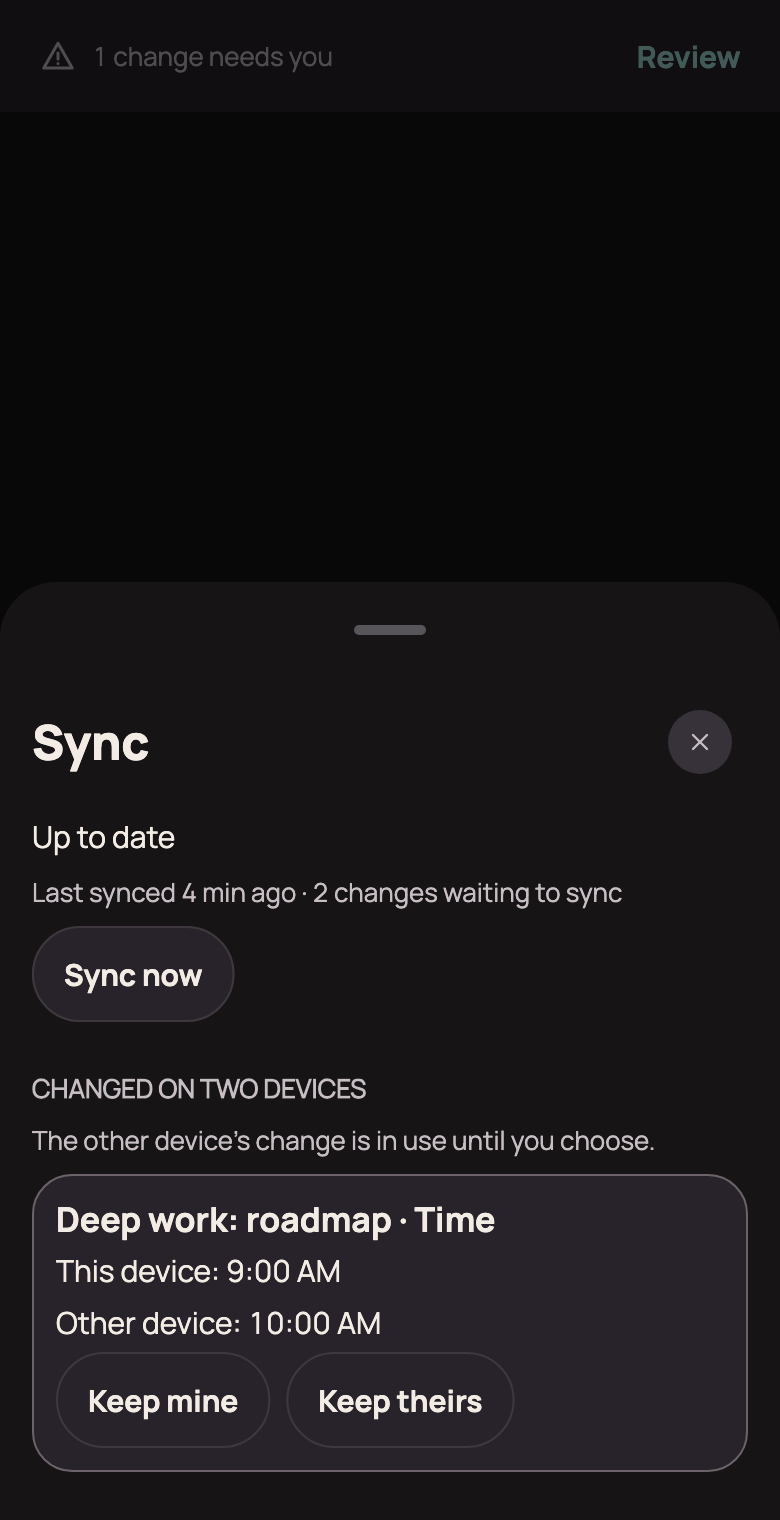 1 change needs you
Review
Sync
Up to date
Last synced 4 min ago · 2 changes waiting to sync
Sync now
CHANGED ON TWO DEVICES
The other device’s change is in use until you choose.
Deep work: roadmap · Time
This device: 9:00 AM
Other device: 10:00 AM
Keep mine
Keep theirs